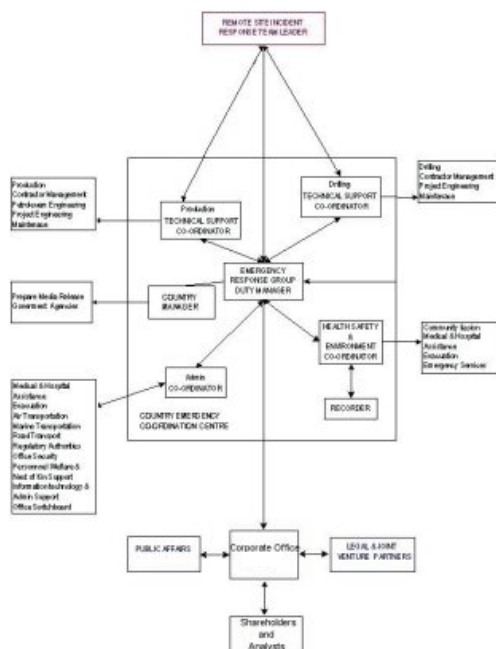 REMOTE SITE INCIDENT
RESPONSE TEAM LEADER
Production
Contractor Management
Petroleum Engineering
Project Engineering
Maintenance
Production
TECHNICAL SUPPORT
CO-ORDINATOR
Drilling
TECHNICAL SUPPORT
CO-ORDINATOR
Drilling
Contractor Management
Project Engineering
Maintenance
EMERGENCY
RESPONSE GROUP
DUTY MANAGER
Prepare Media Release
Government Agencies
COUNTRY
MANAGER
HEALTH SAFETY
&
ENVIRONMENT
CO-ORDINATOR
Community liaison
Medical & Hospital
Assistance
Evacuation
Emergency Services
Admin
CO-ORDINATOR
RECORDER
COUNTRY EMERGENCY
CO-ORDINATION CENTRE
Medical & Hospital
Assistance
Evacuation
Air Transportation
Marine Transportation
Road Transport
Regulatory Authorities
Office Security
Personnel Welfare &
Next of Kin Support
Information technology &
Admin Support
Office Switchboard
PUBLIC AFFAIRS
Corporate Office
LEGAL & JOINT
VENTURE PARTNERS
Shareholders
and
Analysts